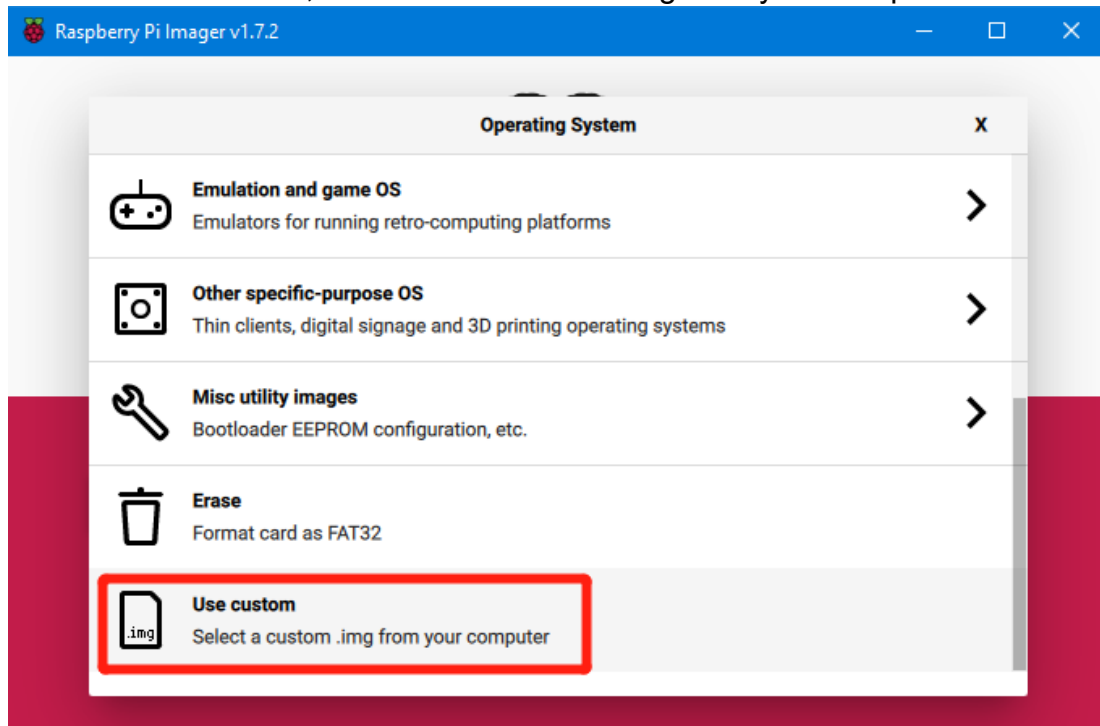 Raspberry Pi Imager v1.7.2
Operating System X
Emulation and game OS
Emulators for running retro-computing platforms
Other specific-purpose OS
Thin clients, digital signage and 3D printing operating systems
Misc utility images
Bootloader EEPROM configuration, etc.
Erase
Format card as FAT32
.img
Use custom
Select a custom .img from your computer